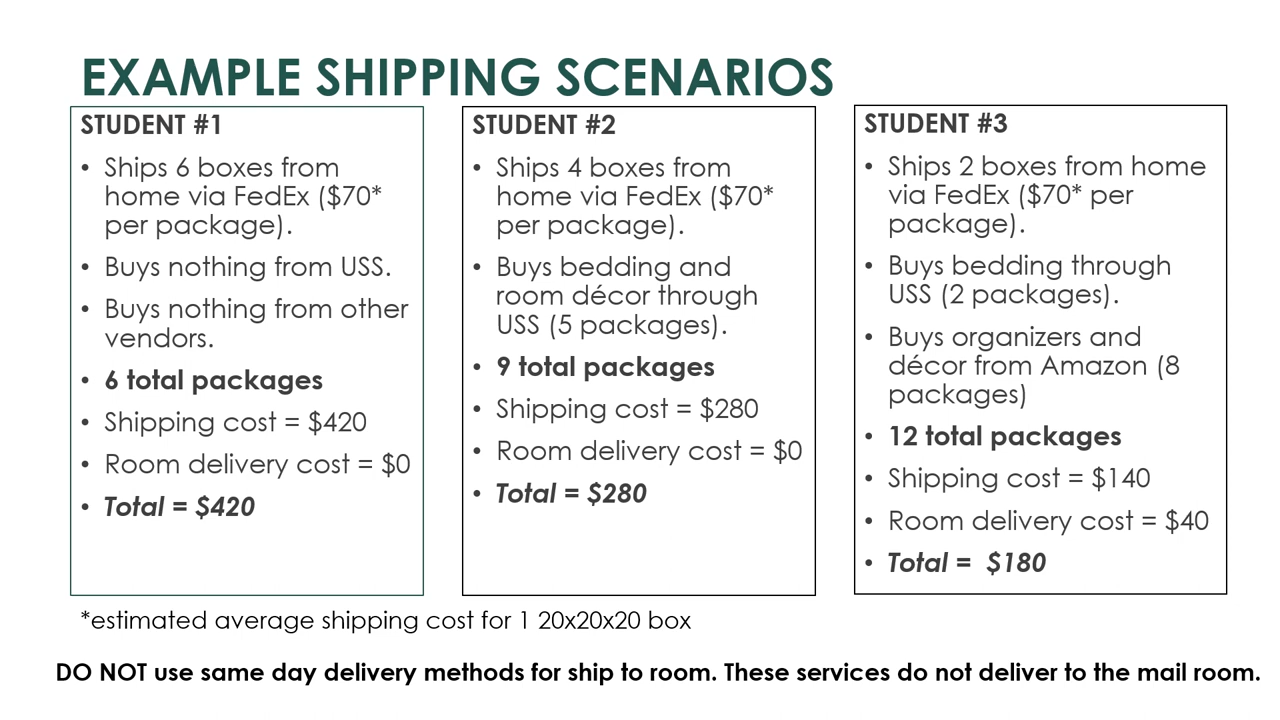 EXAMPLE SHIPPING SCENARIOS
STUDENT #1
• Ships 6 boxes from
home via FedEx ($70*
per package).
• Buys nothing from USS.
• Buys nothing from other
vendors.
• 6 total packages
• Shipping cost = $420
• Room delivery cost = $0
• Total = $420
STUDENT #2
• Ships 4 boxes from
home via FedEx ($70*
per package).
• Buys bedding and
room décor through
USS (5 packages).
• 9 total packages
• Shipping cost = $280
• Room delivery cost = $0
• Total = $280
STUDENT #3
• Ships 2 boxes from home
via FedEx ($70* per
package).
• Buys bedding through
USS (2 packages).
• Buys organizers and
décor from Amazon (8
packages)
• 12 total packages
• Shipping cost = $140
• Room delivery cost = $40
• Total = $180
*estimated average shipping cost for 1 20x20x20 box
DO NOT use same day delivery methods for ship to room. These services do not deliver to the mail room.